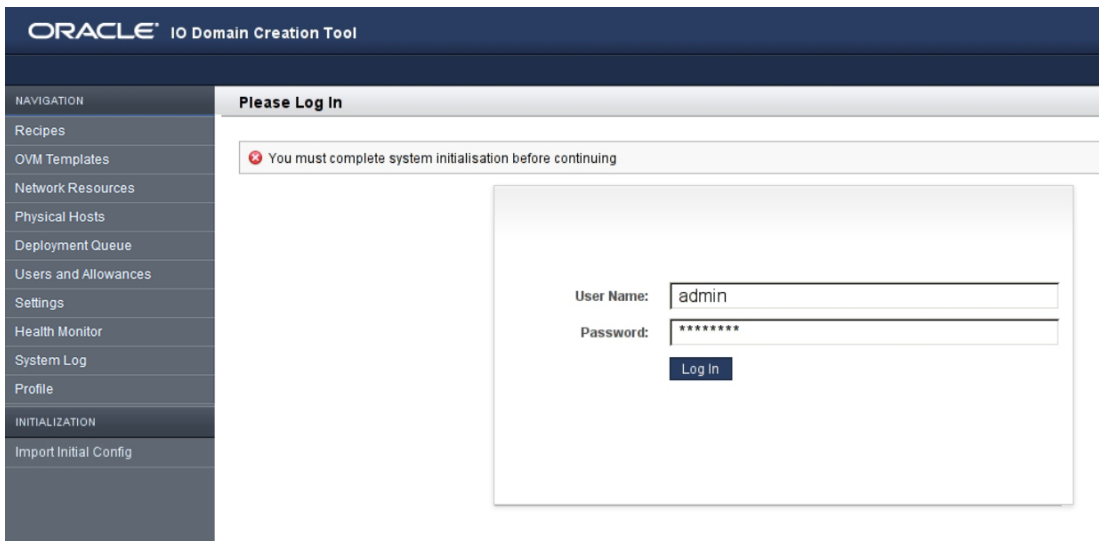 ORACLE® IO Domain Creation Tool
NAVIGATION
Recipes
OVM Templates
Network Resources
Physical Hosts
Deployment Queue
Users and Allowances
Settings
Health Monitor
System Log
Profile
INITIALIZATION
Import Initial Config
Please Log In
You must complete system initialisation before continuing
User Name: admin
Password: ********
Log In